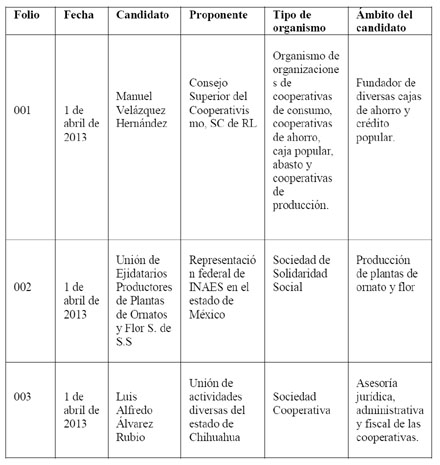 Folio Fecha Candidato Proponente Tipo de organismo Ámbito del candidato
001
1 de
abril de
2013
Manuel
Velázquez
Hernández
Consejo
Superior del
Cooperativis
mo, SC de RL
Organismo de
organizacione
s de
cooperativas
de consumo,
cooperativas
de ahorro,
caja popular,
abasto y
cooperativas
de
producción.
Fundador de
diversas cajas
de ahorro y
crédito
popular.
002
1 de
abril de
2013
Unión de
Ejidatarios
Productores
de Plantas
de Ornatos
y Flor S. de
S.S
Representació
n federal de
INAES en el
estado de
México
Sociedad de
Solidaridad
Social
Producción
de plantas de
ornato y flor
003
1 de
abril de
2013
Luis
Alfredo
Álvarez
Rubio
Unión de
actividades
diversas del
estado de
Chihuahua
Sociedad
Cooperativa
Asesoría
jurídica,
administrativa
y fiscal de las
cooperativas.